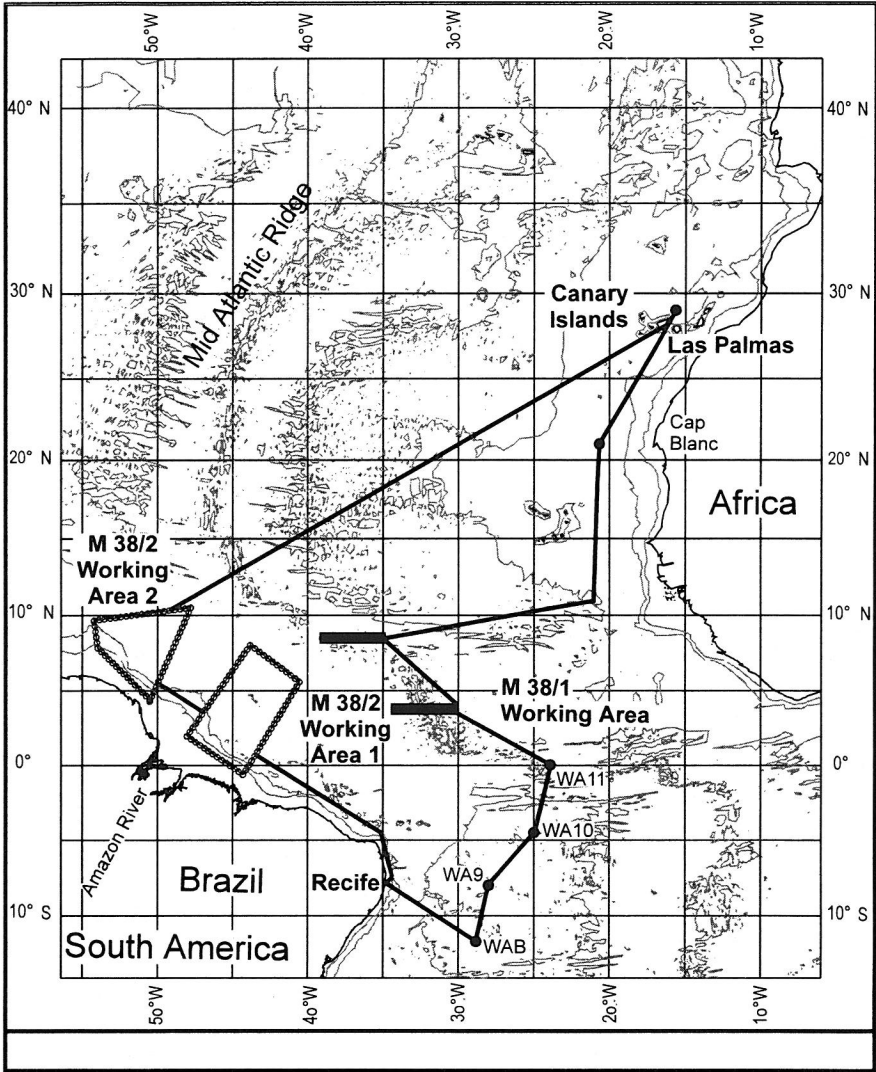 50°W
40°W
30°W
20°W
10°W
40° N
40° N
Mid Atlantic Ridge
30° N
30° N
Canary
Islands
Las Palmas
Cap
Blanc
20° N
20° N
Africa
M 38/2
Working
Area 2
10° N
10° N
M 38/2
Working
Area 1
M 38/1
Working Area
0°
0°
WA11
Amazon River
WA10
Brazil
Recife
WA9
10° S
10° S
South America
WAB
50°W
40°W
30°W
20°W
10°W